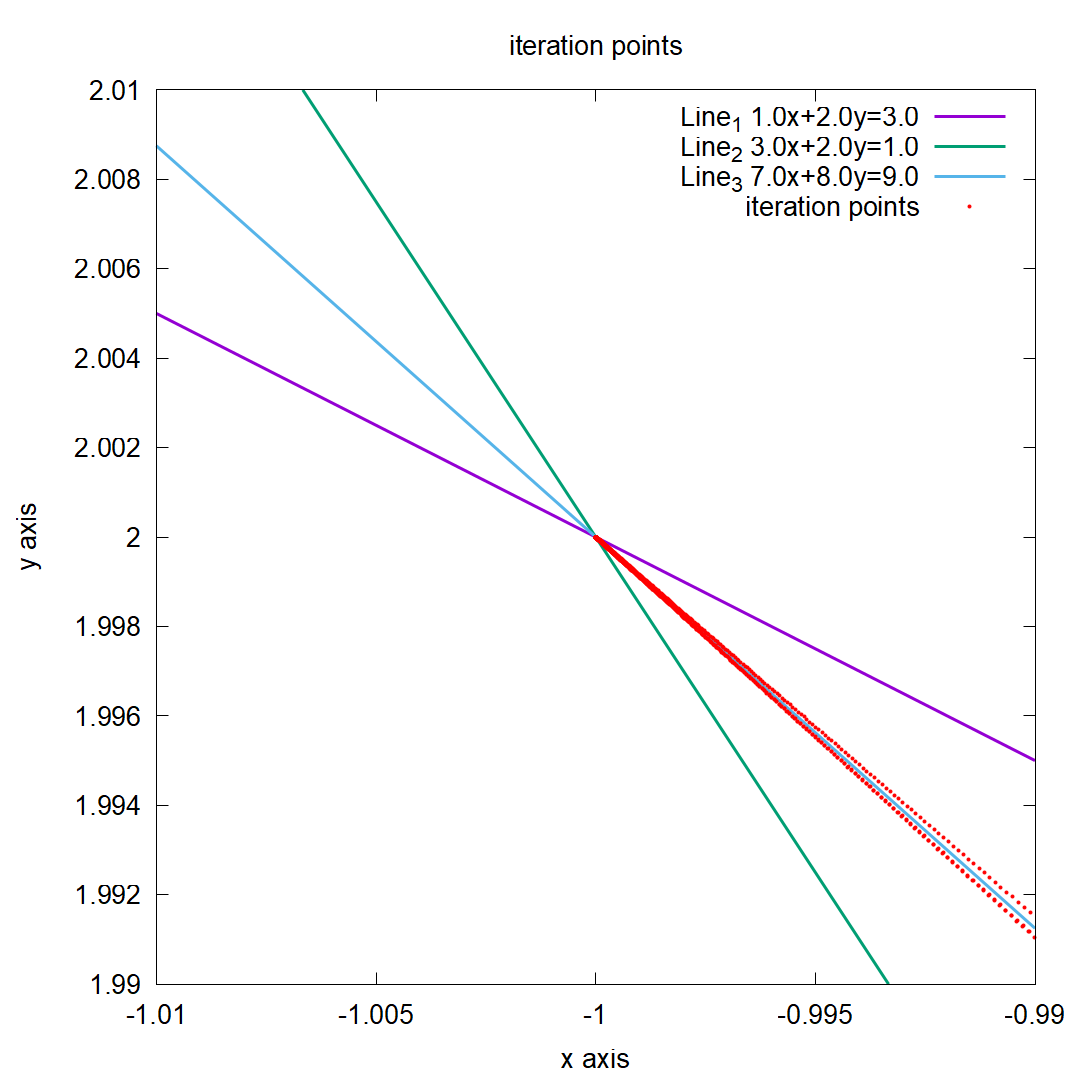 iteration points
2.01
2.008
2.006
2.004
2.002
2
1.998
1.996
1.994
1.992
1.99
y axis
Line1 1.0x+2.0y=3.0
Line2 3.0x+2.0y=1.0
Line3 7.0x+8.0y=9.0
iteration points
-1.01
-1.005
-1
-0.995
-0.99
x axis